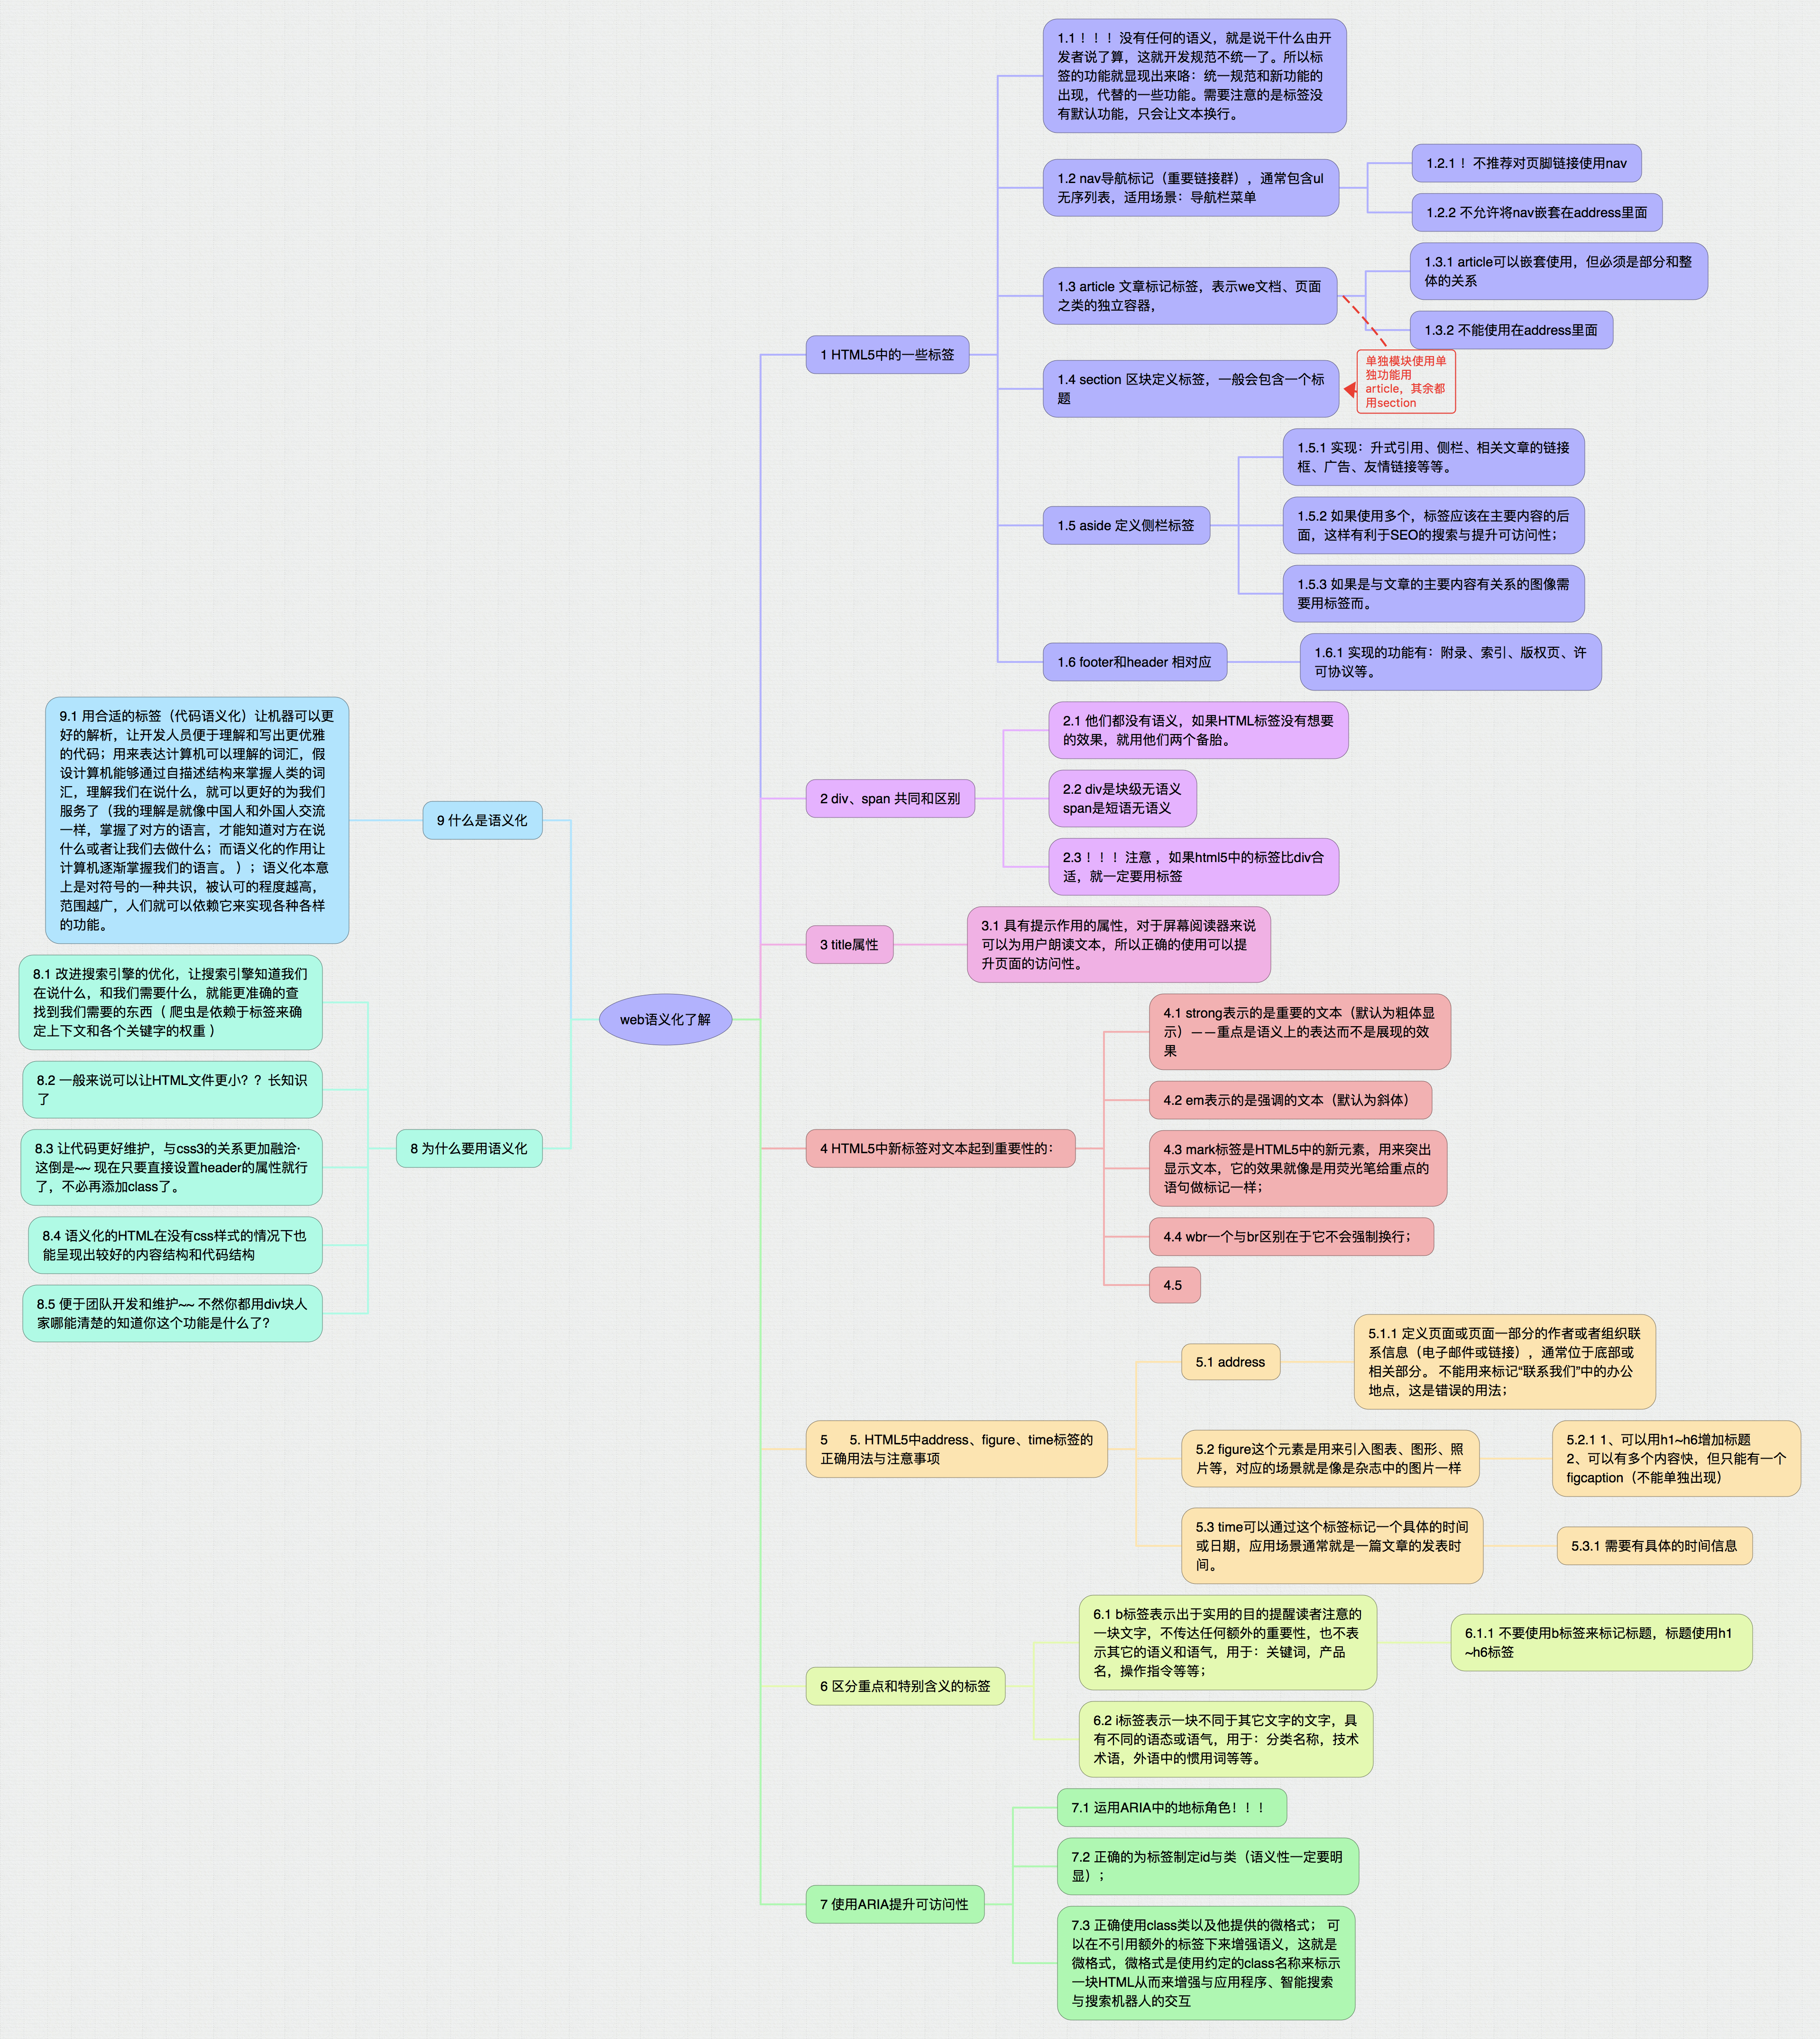 1.1！！！ 没有任何的语义，就是说干什么由开
发者说了算，这就开发规范不统一了。所以标
签的功能就显现出来咯：统一规范和新功能的
出现，代替的一些功能。需要注意的是标签没
有默认功能，只会让文本换行。
1.2 nav导航标记（重要链接群），通常包含ul
无序列表，适用场景：导航栏菜单
1.2.1！ 不推荐对页脚链接使用nav
1.2.2 不允许将nav嵌套在address里面
1.3 article 文章标记标签，表示we文档、页面
之类的独立容器，
1.3.1 article可以嵌套使用，但必须是部分和整
体的关系
1.3.2 不能使用在address里面
1 HTML5中的一些标签
单独模块使用单
独功能用
article，其余都
用section
1.4 section 区块定义标签，一般会包含一个标
题
1.5 aside 定义侧栏标签
1.5.1 实现：升式引用、侧栏、相关文章的链接
框、广告、友情链接等等。
1.5.2 如果使用多个，标签应该在主要内容的后
面，这样有利于SEO的搜索与提升可访问性；
1.5.3 如果是与文章的主要内容有关系的图像需
要用标签而。
1.6 footer和header 相对应
1.6.1 实现的功能有：附录、索引、版权页、许
可协议等。
2 div、span 共同和区别
2.1 他们都没有语义，如果HTML标签没有想要
的效果，就用他们两个备胎。
2.2 div是块级无语义
span是短语无语义
2.3！！！ 注意 ，如果html5中的标签比div合
适，就一定要用标签
3 title属性
3.1 具有提示作用的属性，对于屏幕阅读器来说
可以为用户朗读文本，所以正确的使用可以提
升页面的访问性。
web语义化了解
4 HTML5中新标签对文本起到重要性的：
4.1 strong表示的是重要的文本（默认为粗体显
示）——重点是语义上的表达而不是展现的效
果
4.2 em表示的是强调的文本（默认为斜体）
4.3 mark标签是HTML5中的新元素，用来突出
显示文本，它的效果就像是用荧光笔给重点的
语句做标记一样；
4.4 wbr一个与br区别在于它不会强制换行；
4.5
5 5. HTML5中address、figure、time标签的
正确用法与注意事项
5.1 address
5.1.1 定义页面或页面一部分的作者或者组织联
系信息（电子邮件或链接），通常位于底部或
相关部分。 不能用来标记“联系我们”中的办公
地点，这是错误的用法；
5.2 figure这个元素是用来引入图表、图形、照
片等，对应的场景就是像是杂志中的图片一样
5.2.1 1、可以用h1~h6增加标题
2、可以有多个内容快，但只能有一个
figcaption（不能单独出现）
5.3 time可以通过这个标签标记一个具体的时间
或日期，应用场景通常就是一篇文章的发表时
间。
5.3.1 需要有具体的时间信息
6 区分重点和特别含义的标签
6.1 b标签表示出于实用的目的提醒读者注意的
一块文字，不传达任何额外的重要性，也不表
示其它的语义和语气，用于：关键词，产品
名，操作指令等等；
6.1.1 不要使用b标签来标记标题，标题使用h1
~h6标签
6.2 i标签表示一块不同于其它文字的文字，具
有不同的语态或语气，用于：分类名称，技术
术语，外语中的惯用词等等。
7 使用ARIA提升可访问性
7.1 运用ARIA中的地标角色！！！
7.2 正确的为标签制定id与类（语义性一定要明
显）；
7.3 正确使用class类以及他提供的微格式； 可
以在不引用额外的标签下来增强语义，这就是
微格式，微格式是使用约定的class名称来标示
一块HTML从而来增强与应用程序、智能搜索
与搜索机器人的交互
8 为什么要用语义化
8.1 改进搜索引擎的优化，让搜索引擎知道我们
在说什么，和我们需要什么，就能更准确的查
找到我们需要的东西（ 爬虫是依赖于标签来确
定上下文和各个关键字的权重 ）
8.2 一般来说可以让HTML文件更小？？长知识
了
8.3 让代码更好维护，与css3的关系更加融洽·
这倒是~~ 现在只要直接设置header的属性就行
了，不必再添加class了。
8.4 语义化的HTML在没有css样式的情况下也
能呈现出较好的内容结构和代码结构
8.5 便于团队开发和维护~~ 不然你都用div块人
家哪能清楚的知道你这个功能是什么了？
9 什么是语义化
9.1 用合适的标签（代码语义化）让机器可以更
好的解析，让开发人员便于理解和写出更优雅
的代码；用来表达计算机可以理解的词汇，假
设计算机能够通过自描述结构来掌握人类的词
汇，理解我们在说什么，就可以更好的为我们
服务了（我的理解是就像中国人和外国人交流
一样，掌握了对方的语言，才能知道对方在说
什么或者让我们去做什么；而语义化的作用让
计算机逐渐掌握我们的语言。 ）；语义化本意
上是对符号的一种共识，被认可的程度越高，
范围越广，人们就可以依赖它来实现各种各样
的功能。